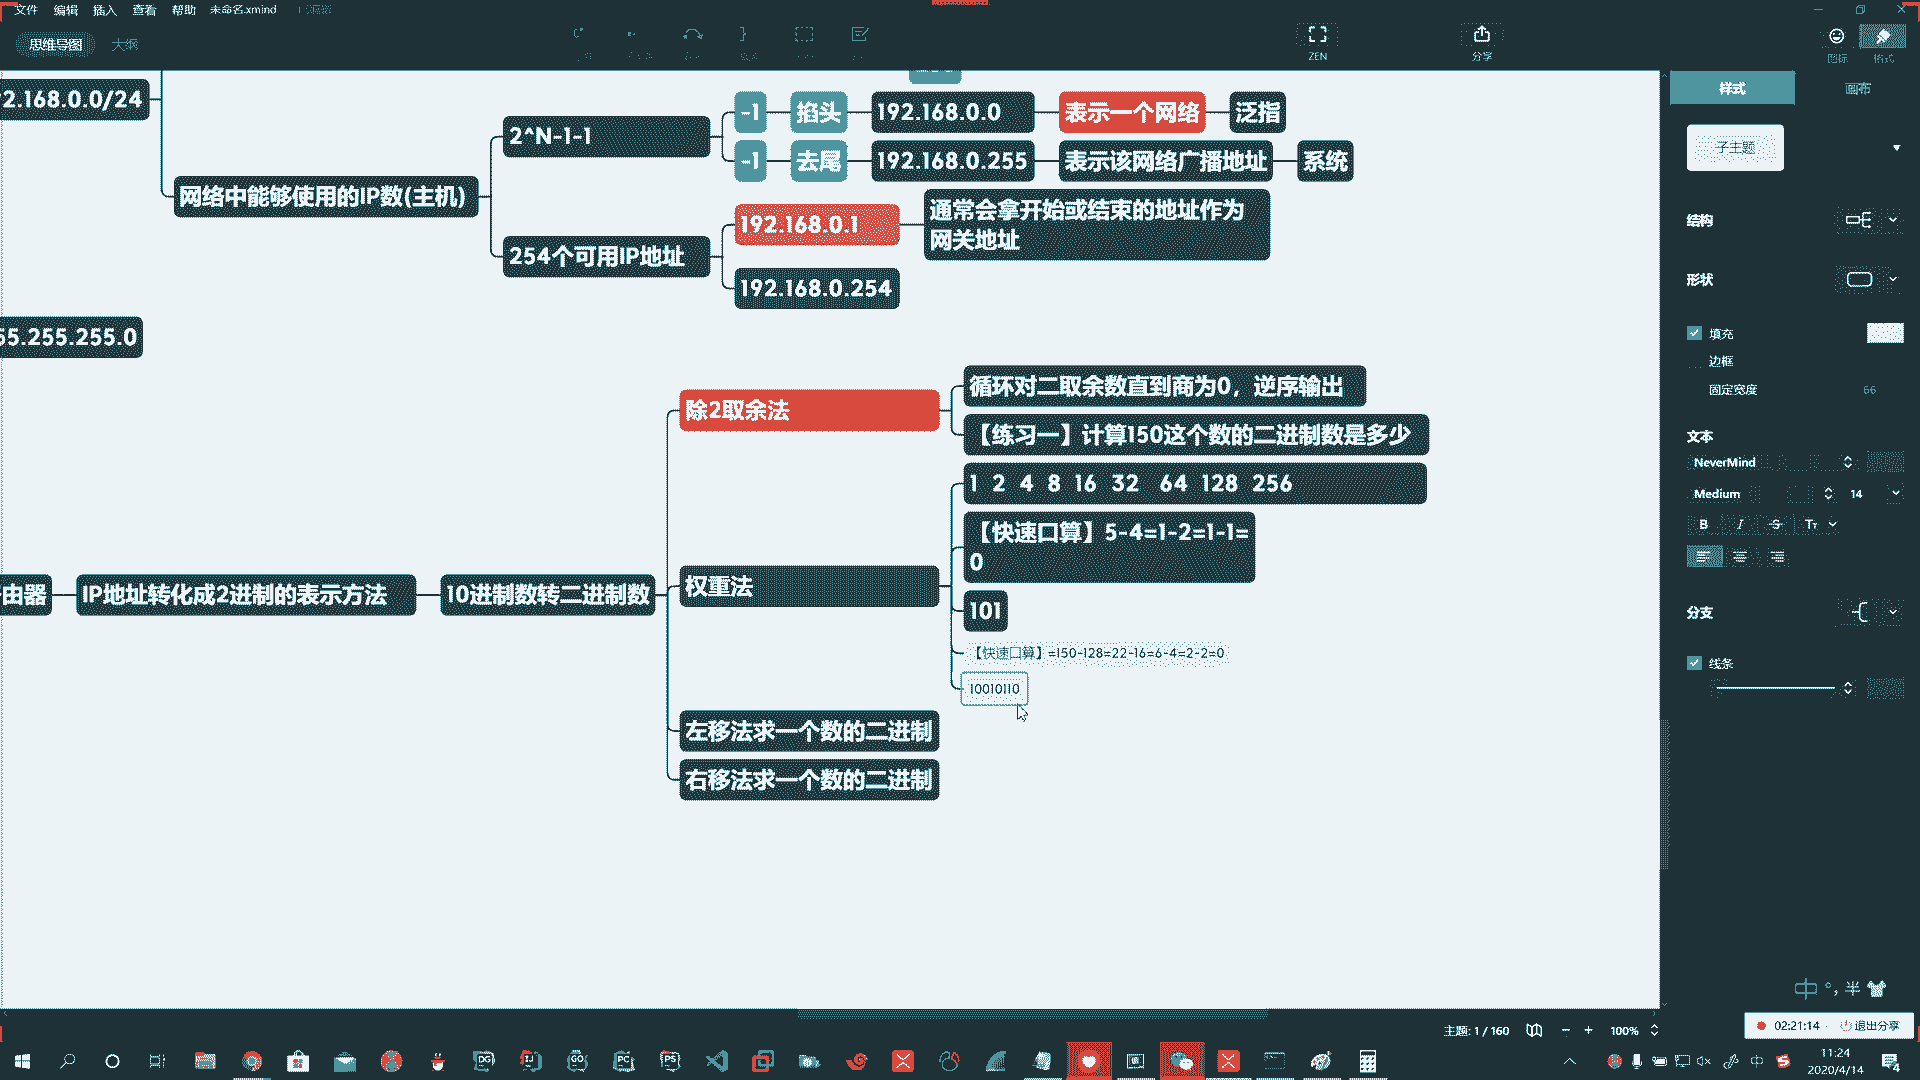 文件 编辑 插入 查看 帮助 未命名.xmind
思维导图 大纲
ZEN
分享
图标
格式
样式 画布
子主题
结构
形状
填充
边框
固定宽度 66
文本
NeverMind
Medium 14
B I S Tт
分支
线条
2.168.0.0/24
2^N-1-1
-1 掐头 192.168.0.0 表示一个网络 泛指
-1 去尾 192.168.0.255 表示该网络广播地址 系统
网络中能够使用的IP数(主机)
254个可用IP地址
192.168.0.1
通常会拿开始或结束的地址作为
网关地址
192.168.0.254
55.255.255.0
由器
IP地址转化成2进制的表示方法
10进制数转二进制数
除2取余法
循环对二取余数直到商为0，逆序输出
【练习一】计算150这个数的二进制数是多少
权重法
1 2 4 8 16 32 64 128 256
【快速口算】5-4=1-2=1-1=
0
101
【快速口算】=150-128=22-16=6-4=2-2=0
10010110
左移法求一个数的二进制
右移法求一个数的二进制
中 °, 半
主题: 1 / 160 100%
02:21:14 退出分享
DG IJ GO PC PS
中
11:24
2020/4/14
4